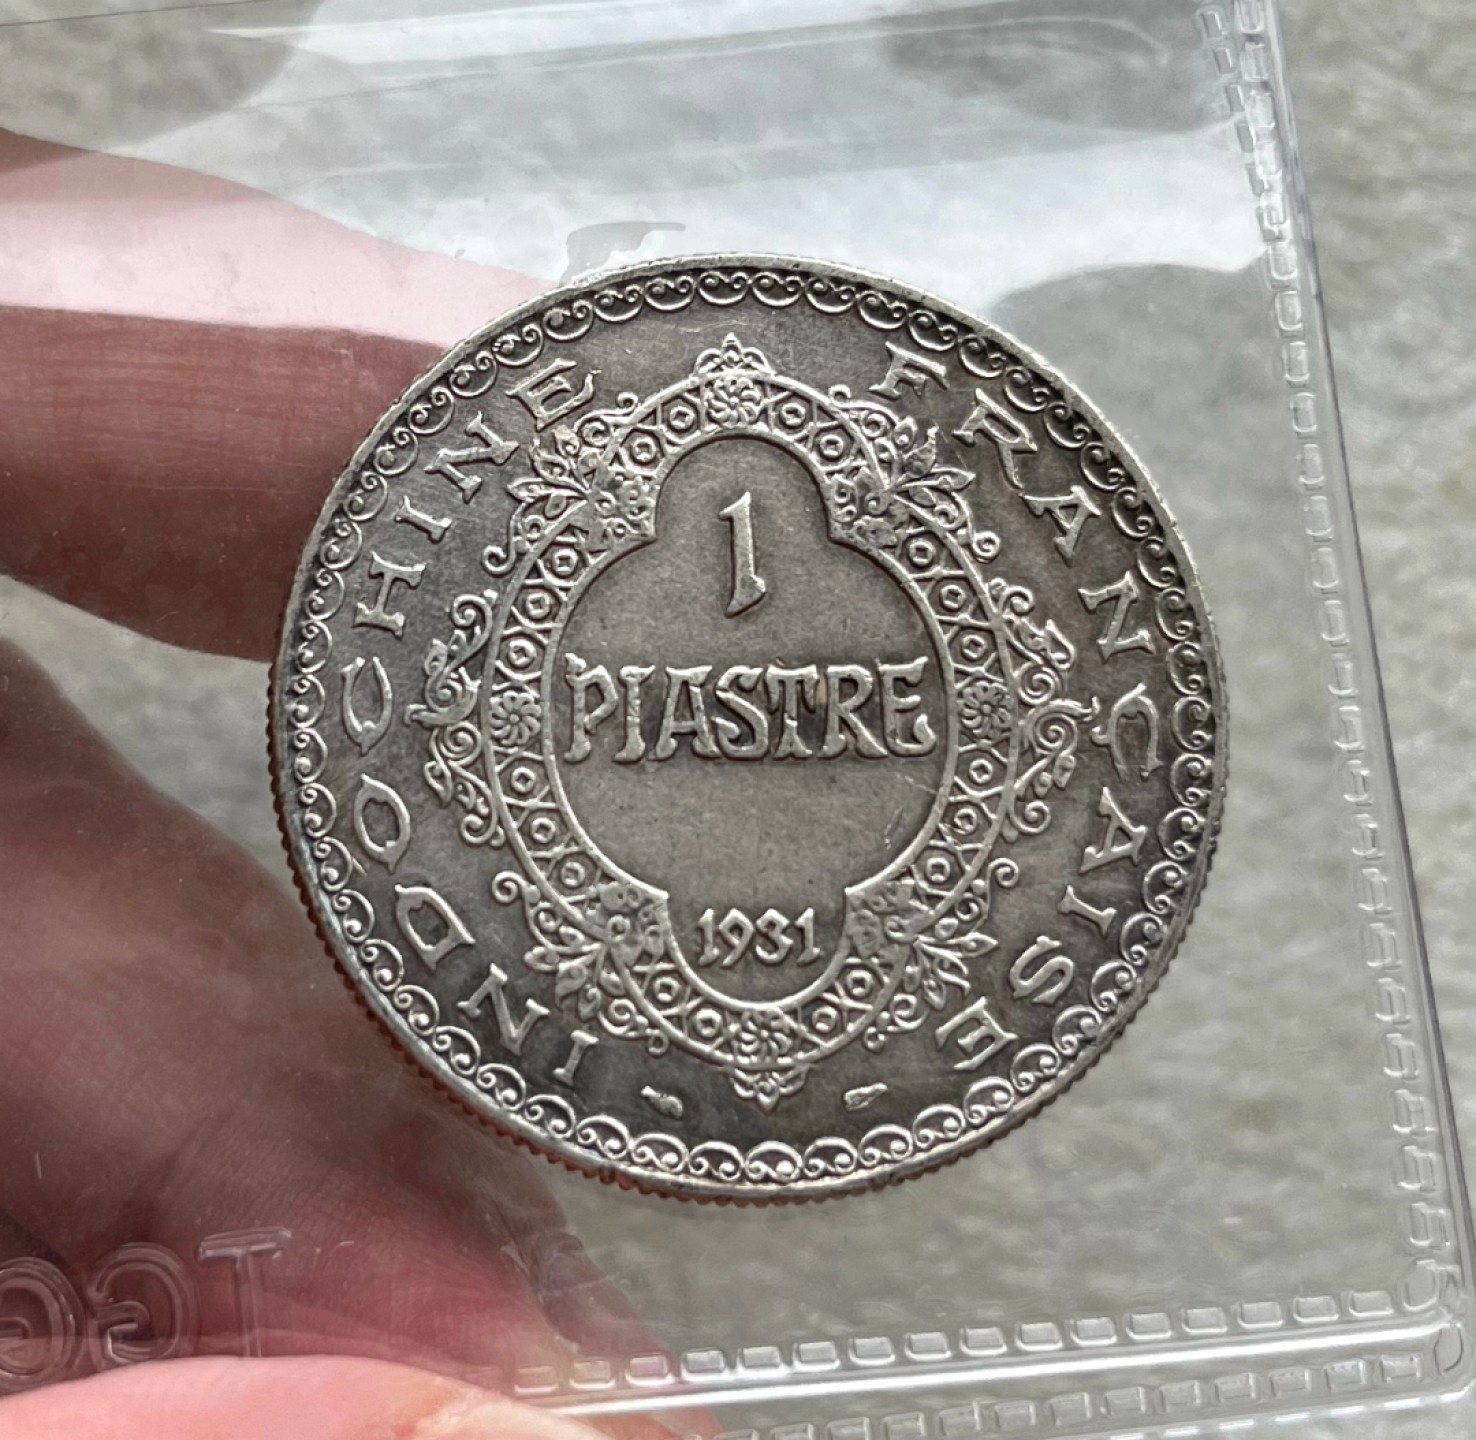 - INDOCHINE FRANÇAISE -
1
PIASTRE
1931